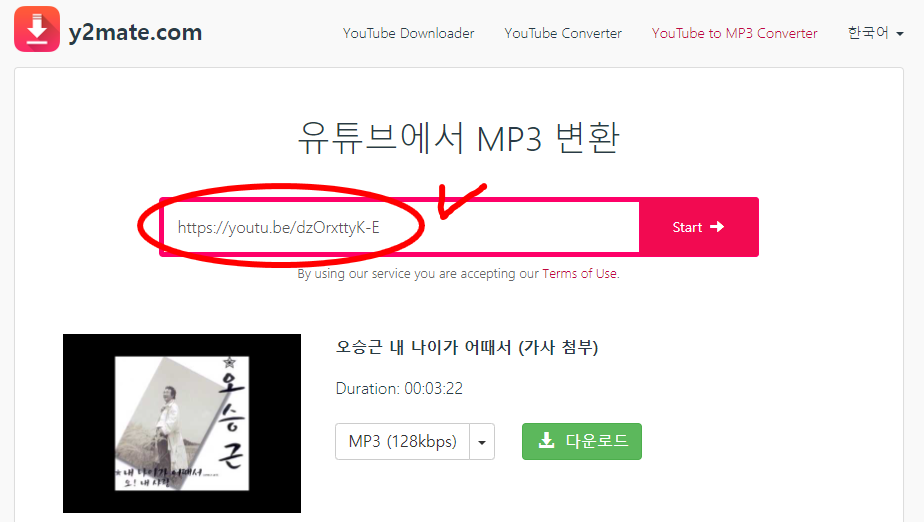 y2mate.com
YouTube Downloader
YouTube Converter
YouTube to MP3 Converter
한국어
유튜브에서 MP3 변환
https://youtu.be/dzOrxttyK-E
Start
By using our service you are accepting our Terms of Use.
오승근 내 나이가 어때서 (가사 첨부)
Duration: 00:03:22
MP3 (128kbps)
다운로드
오승근
내 나이가 어때서
요! 내 사랑